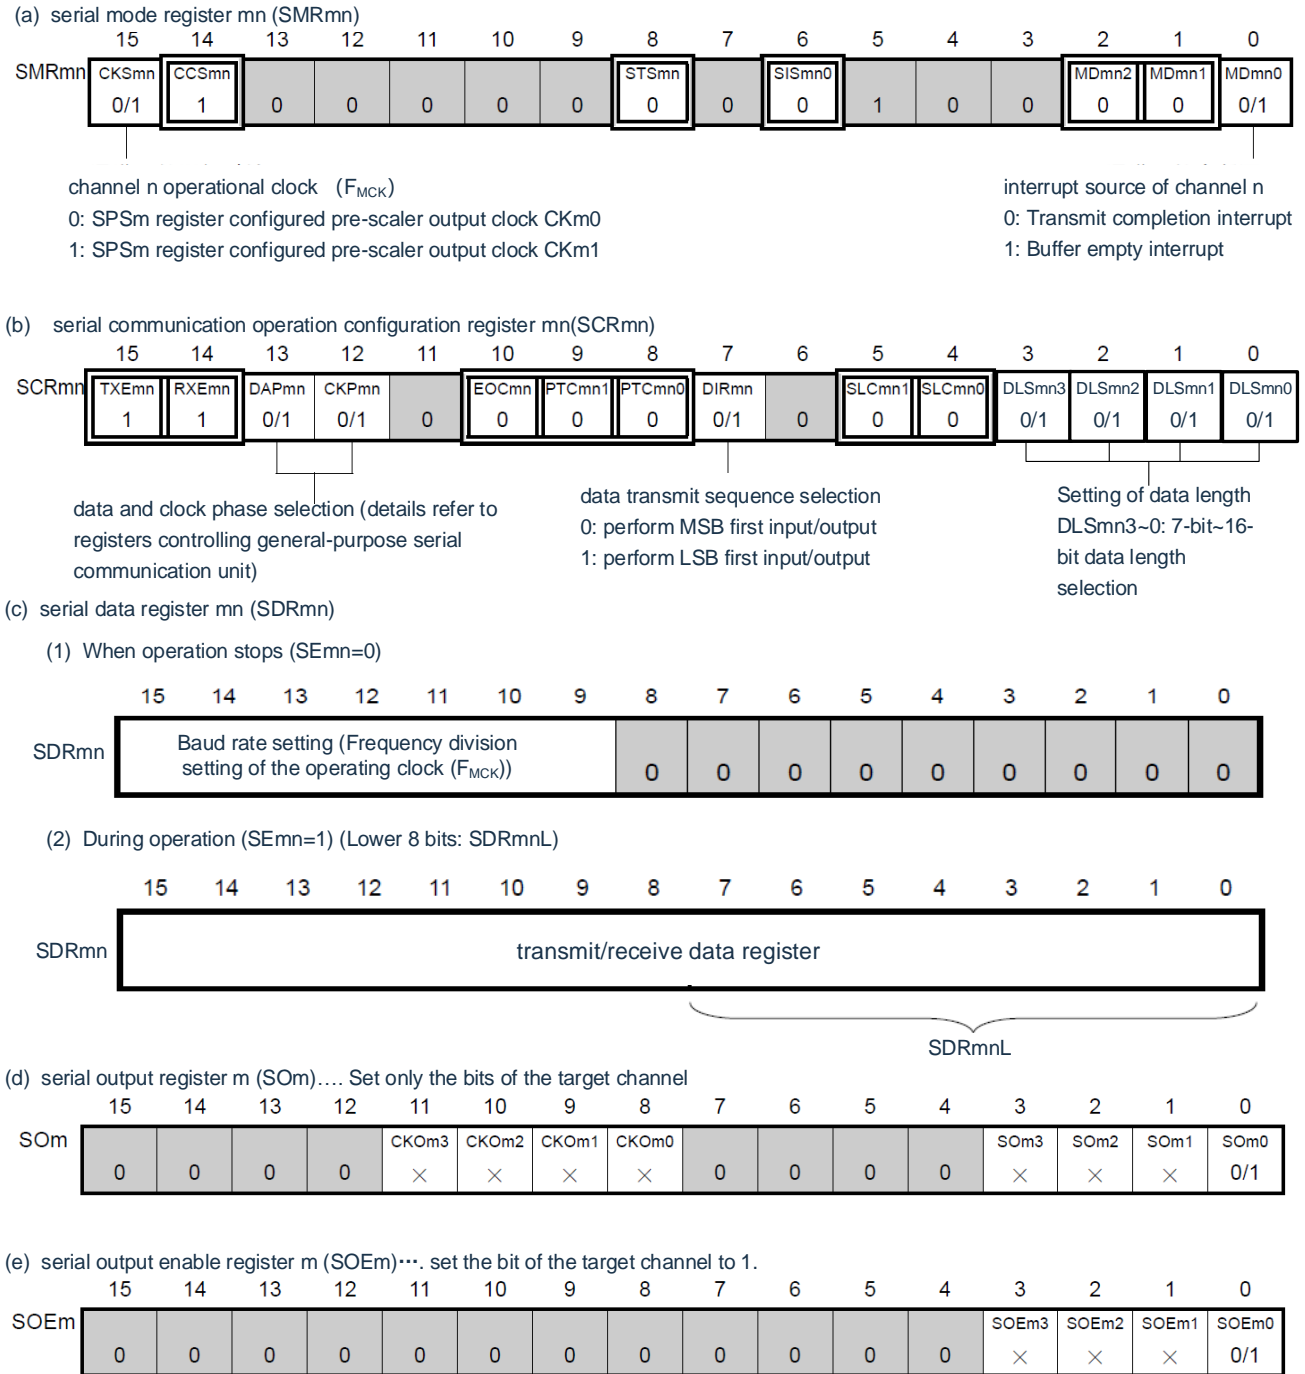 (a) serial mode register mn (SMRmn)
15 14 13 12 11 10 9 8 7 6 5 4 3 2 1 0
SMRmn CKSmn CCSmn STSmn SISmn0 MDmn2 MDmn1 MDmn0
0/1 1 0 0 0 0 0 0 0 0 1 0 0 0 0 0/1
channel n operational clock (FMCK)
0: SPSm register configured pre-scaler output clock CKm0
1: SPSm register configured pre-scaler output clock CKm1
interrupt source of channel n
0: Transmit completion interrupt
1: Buffer empty interrupt
(b) serial communication operation configuration register mn(SCRmn)
15 14 13 12 11 10 9 8 7 6 5 4 3 2 1 0
SCRmn TXEmn RXEmn DAPmn CKPmn EOCmn PTCmn1 PTCmn0 DIRmn SLCmn1 SLCmn0 DLSmn3 DLSmn2 DLSmn1 DLSmn0
1 1 0/1 0/1 0 0 0 0 0/1 0 0 0 0/1 0/1 0/1 0/1
data and clock phase selection (details refer to
registers controlling general-purpose serial
communication unit)
data transmit sequence selection
0: perform MSB first input/output
1: perform LSB first input/output
Setting of data length
DLSmn3~0: 7-bit~16-
bit data length
selection
(c) serial data register mn (SDRmn)
(1) When operation stops (SEmn=0)
15 14 13 12 11 10 9 8 7 6 5 4 3 2 1 0
SDRmn
Baud rate setting (Frequency division
setting of the operating clock (FMCK))
0 0 0 0 0 0 0 0 0
(2) During operation (SEmn=1) (Lower 8 bits: SDRmnL)
15 14 13 12 11 10 9 8 7 6 5 4 3 2 1 0
SDRmn transmit/receive data register
SDRmnL
(d) serial output register m (SOm).... Set only the bits of the target channel
15 14 13 12 11 10 9 8 7 6 5 4 3 2 1 0
SOm CKOm3 CKOm2 CKOm1 CKOm0 SOm3 SOm2 SOm1 SOm0
0 0 0 0 × × × × 0 0 0 0 × × × 0/1
(e) serial output enable register m (SOEm)···. set the bit of the target channel to 1.
15 14 13 12 11 10 9 8 7 6 5 4 3 2 1 0
SOEm SOEm3 SOEm2 SOEm1 SOEm0
0 0 0 0 0 0 0 0 0 0 0 0 × × × 0/1